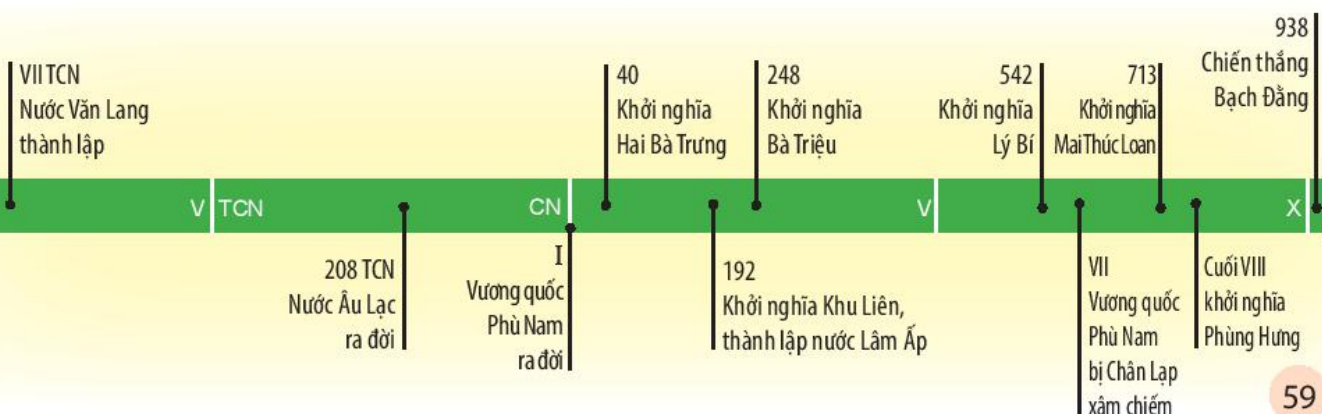 VII TCN
Nước Văn Lang
thành lập
40
Khởi nghĩa
Hai Bà Trưng
248
Khởi nghĩa
Bà Triệu
542
Khởi nghĩa
Lý Bí
713
Khởi nghĩa
Mai Thúc Loan
938
Chiến thắng
Bạch Đằng
V TCN
CN
V
X
208 TCN
Nước Âu Lạc
ra đời
I
Vương quốc
Phù Nam
ra đời
192
Khởi nghĩa Khu Liên,
thành lập nước Lâm Ấp
VII
Vương quốc
Phù Nam
bị Chân Lạp
xâm chiếm
Cuối VIII
khởi nghĩa
Phùng Hưng
59